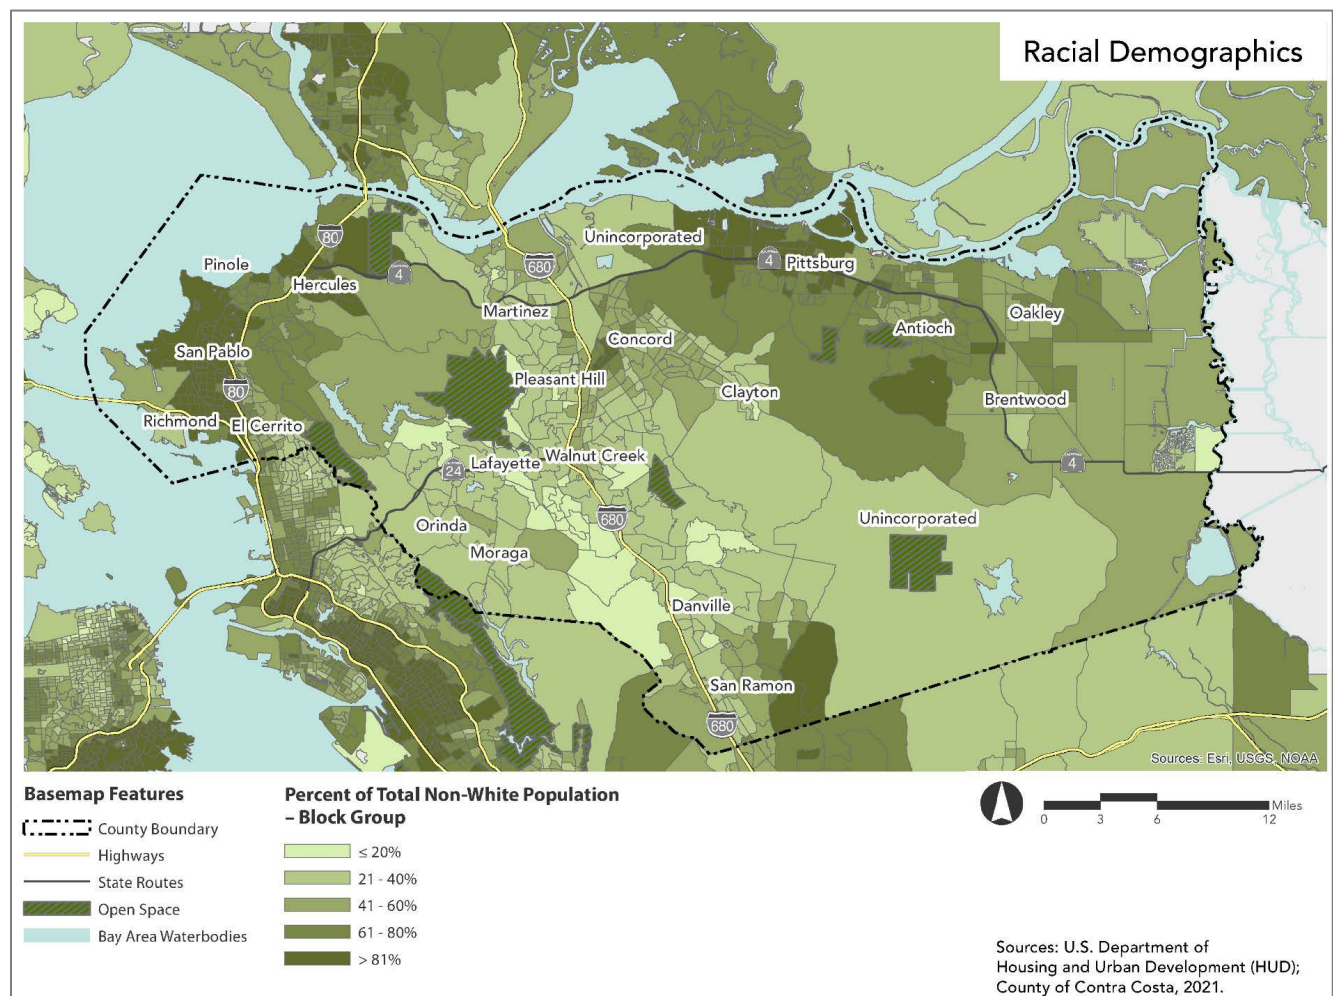 Racial Demographics
80
Unincorporated
Pinole
680
4
Pittsburg
4
Hercules
Martinez
Oakley
Antioch
Concord
San Pablo
Pleasant Hill
80
Clayton
Brentwood
Richmond
El Cerrito
Walnut Creek
Lafayette
4
24
680
Unincorporated
Orinda
Moraga
Danville
San Ramon
680
Sources: Esri, USGS, NOAA
Basemap Features
County Boundary
Highways
State Routes
Open Space
Bay Area Waterbodies
Percent of Total Non-White Population
– Block Group
≤ 20%
21 - 40%
41 - 60%
61 - 80%
> 81%
Miles
0 3 6 12
Sources: U.S. Department of
Housing and Urban Development (HUD);
County of Contra Costa, 2021.